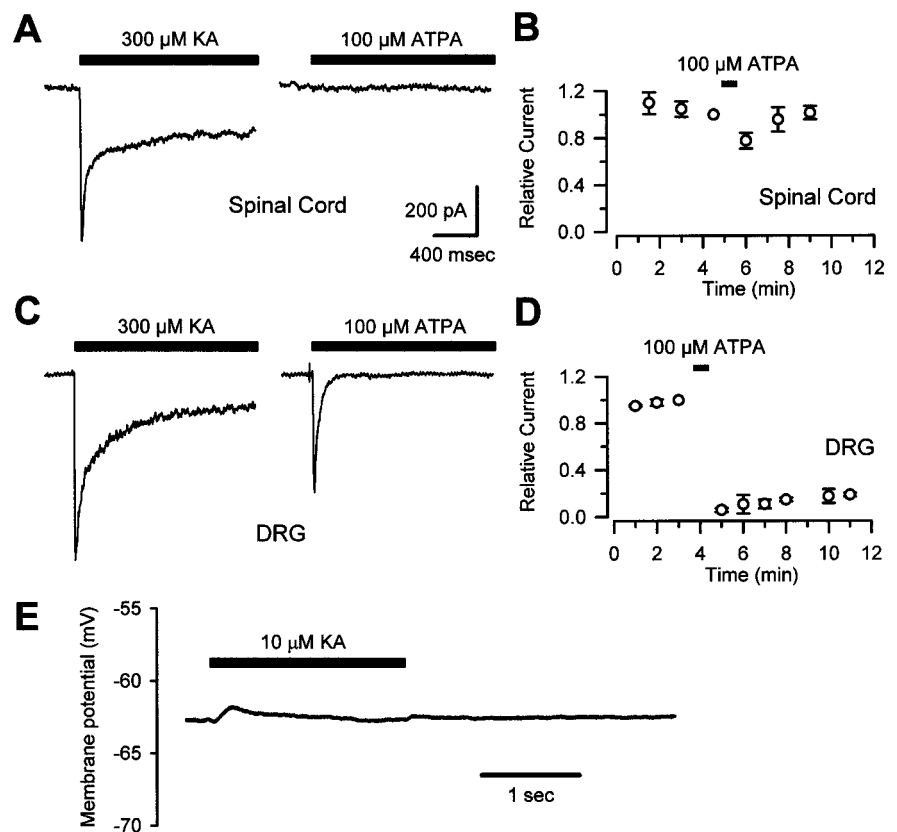 A
300 µM KA
100 µM ATPA
Spinal Cord
200 pA
400 msec
B
100 µM ATPA
Relative Current
1.2
0.8
0.4
0.0
Spinal Cord
0 2 4 6 8 10 12
Time (min)
C
300 µM KA
100 µM ATPA
DRG
D
100 µM ATPA
Relative Current
1.2
0.8
0.4
0.0
DRG
0 2 4 6 8 10 12
Time (min)
E
Membrane potential (mV)
-55
-60
-65
-70
10 µM KA
1 sec